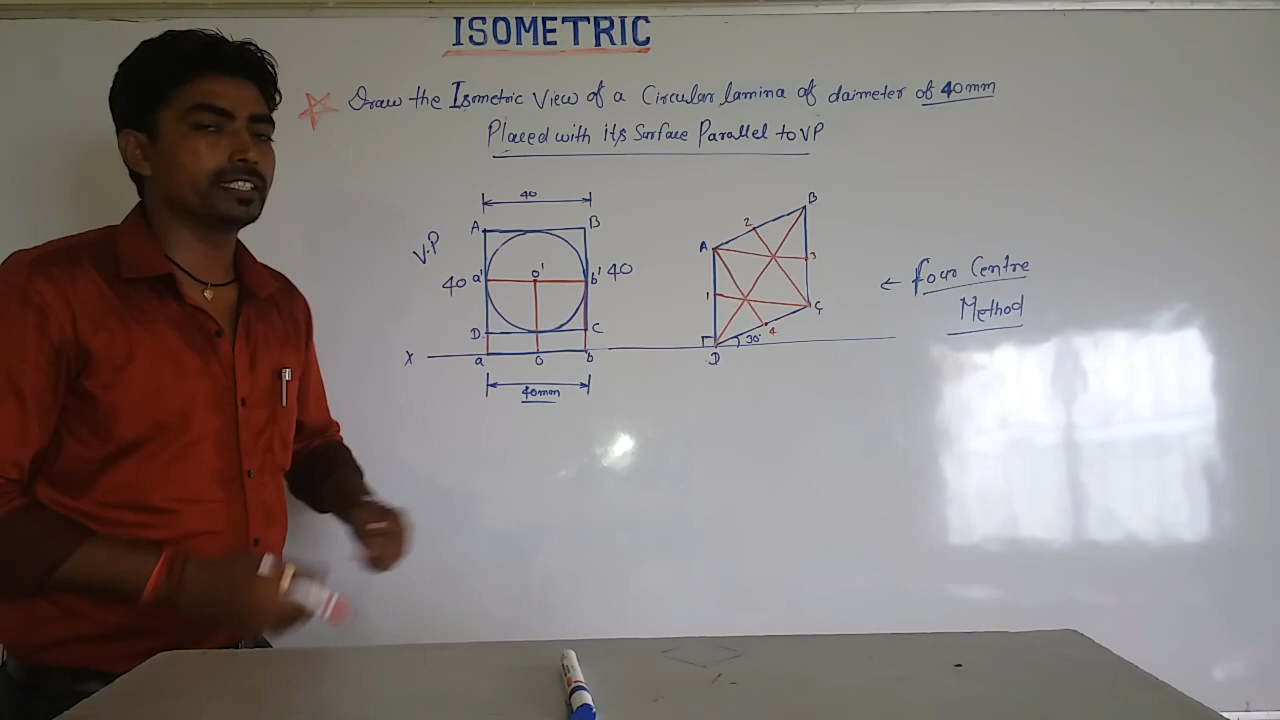 ISOMETRIC
Draw the Isometric View of a Circular lamina of daimeter of 40mm
Placed with its Surface Parallel to VP
40
A B
V.P
40 a' o' b' 40
D C
X a o b
40mm
B
2
A
3
1
C
4
30°
D
← four Centre
Method